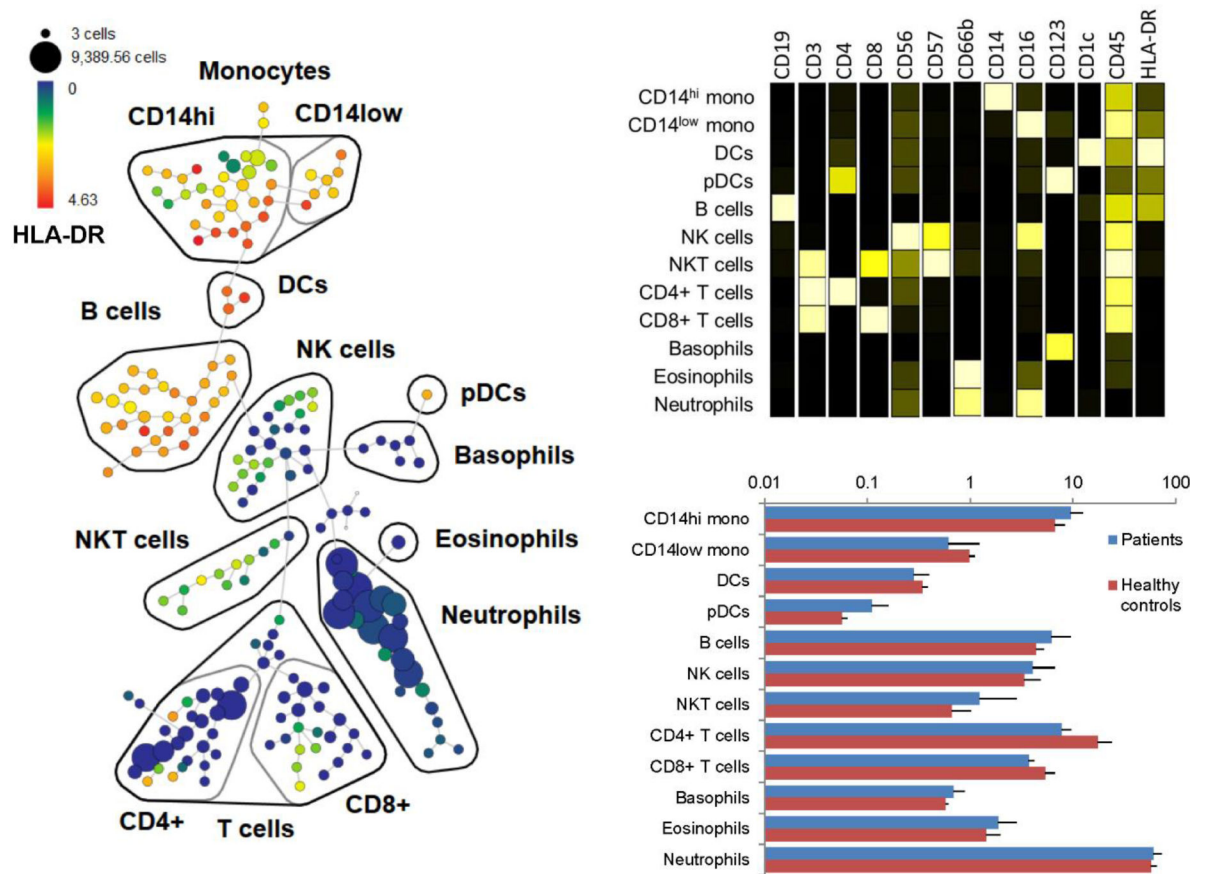 3 cells
9,389.56 cells
0
4.63
HLA-DR
Monocytes
CD14hi
CD14low
DCs
B cells
NK cells
pDCs
Basophils
NKT cells
Eosinophils
Neutrophils
CD4+
T cells
CD8+
CD19
CD3
CD4
CD8
CD56
CD57
CD66b
CD14
CD16
CD123
CD1c
CD45
HLA-DR
CD14hi mono
CD14low mono
DCs
pDCs
B cells
NK cells
NKT cells
CD4+ T cells
CD8+ T cells
Basophils
Eosinophils
Neutrophils
0.01 0.1 1 10 100
CD14hi mono
CD14low mono
DCs
pDCs
B cells
NK cells
NKT cells
CD4+ T cells
CD8+ T cells
Basophils
Eosinophils
Neutrophils
Patients
Healthy
controls